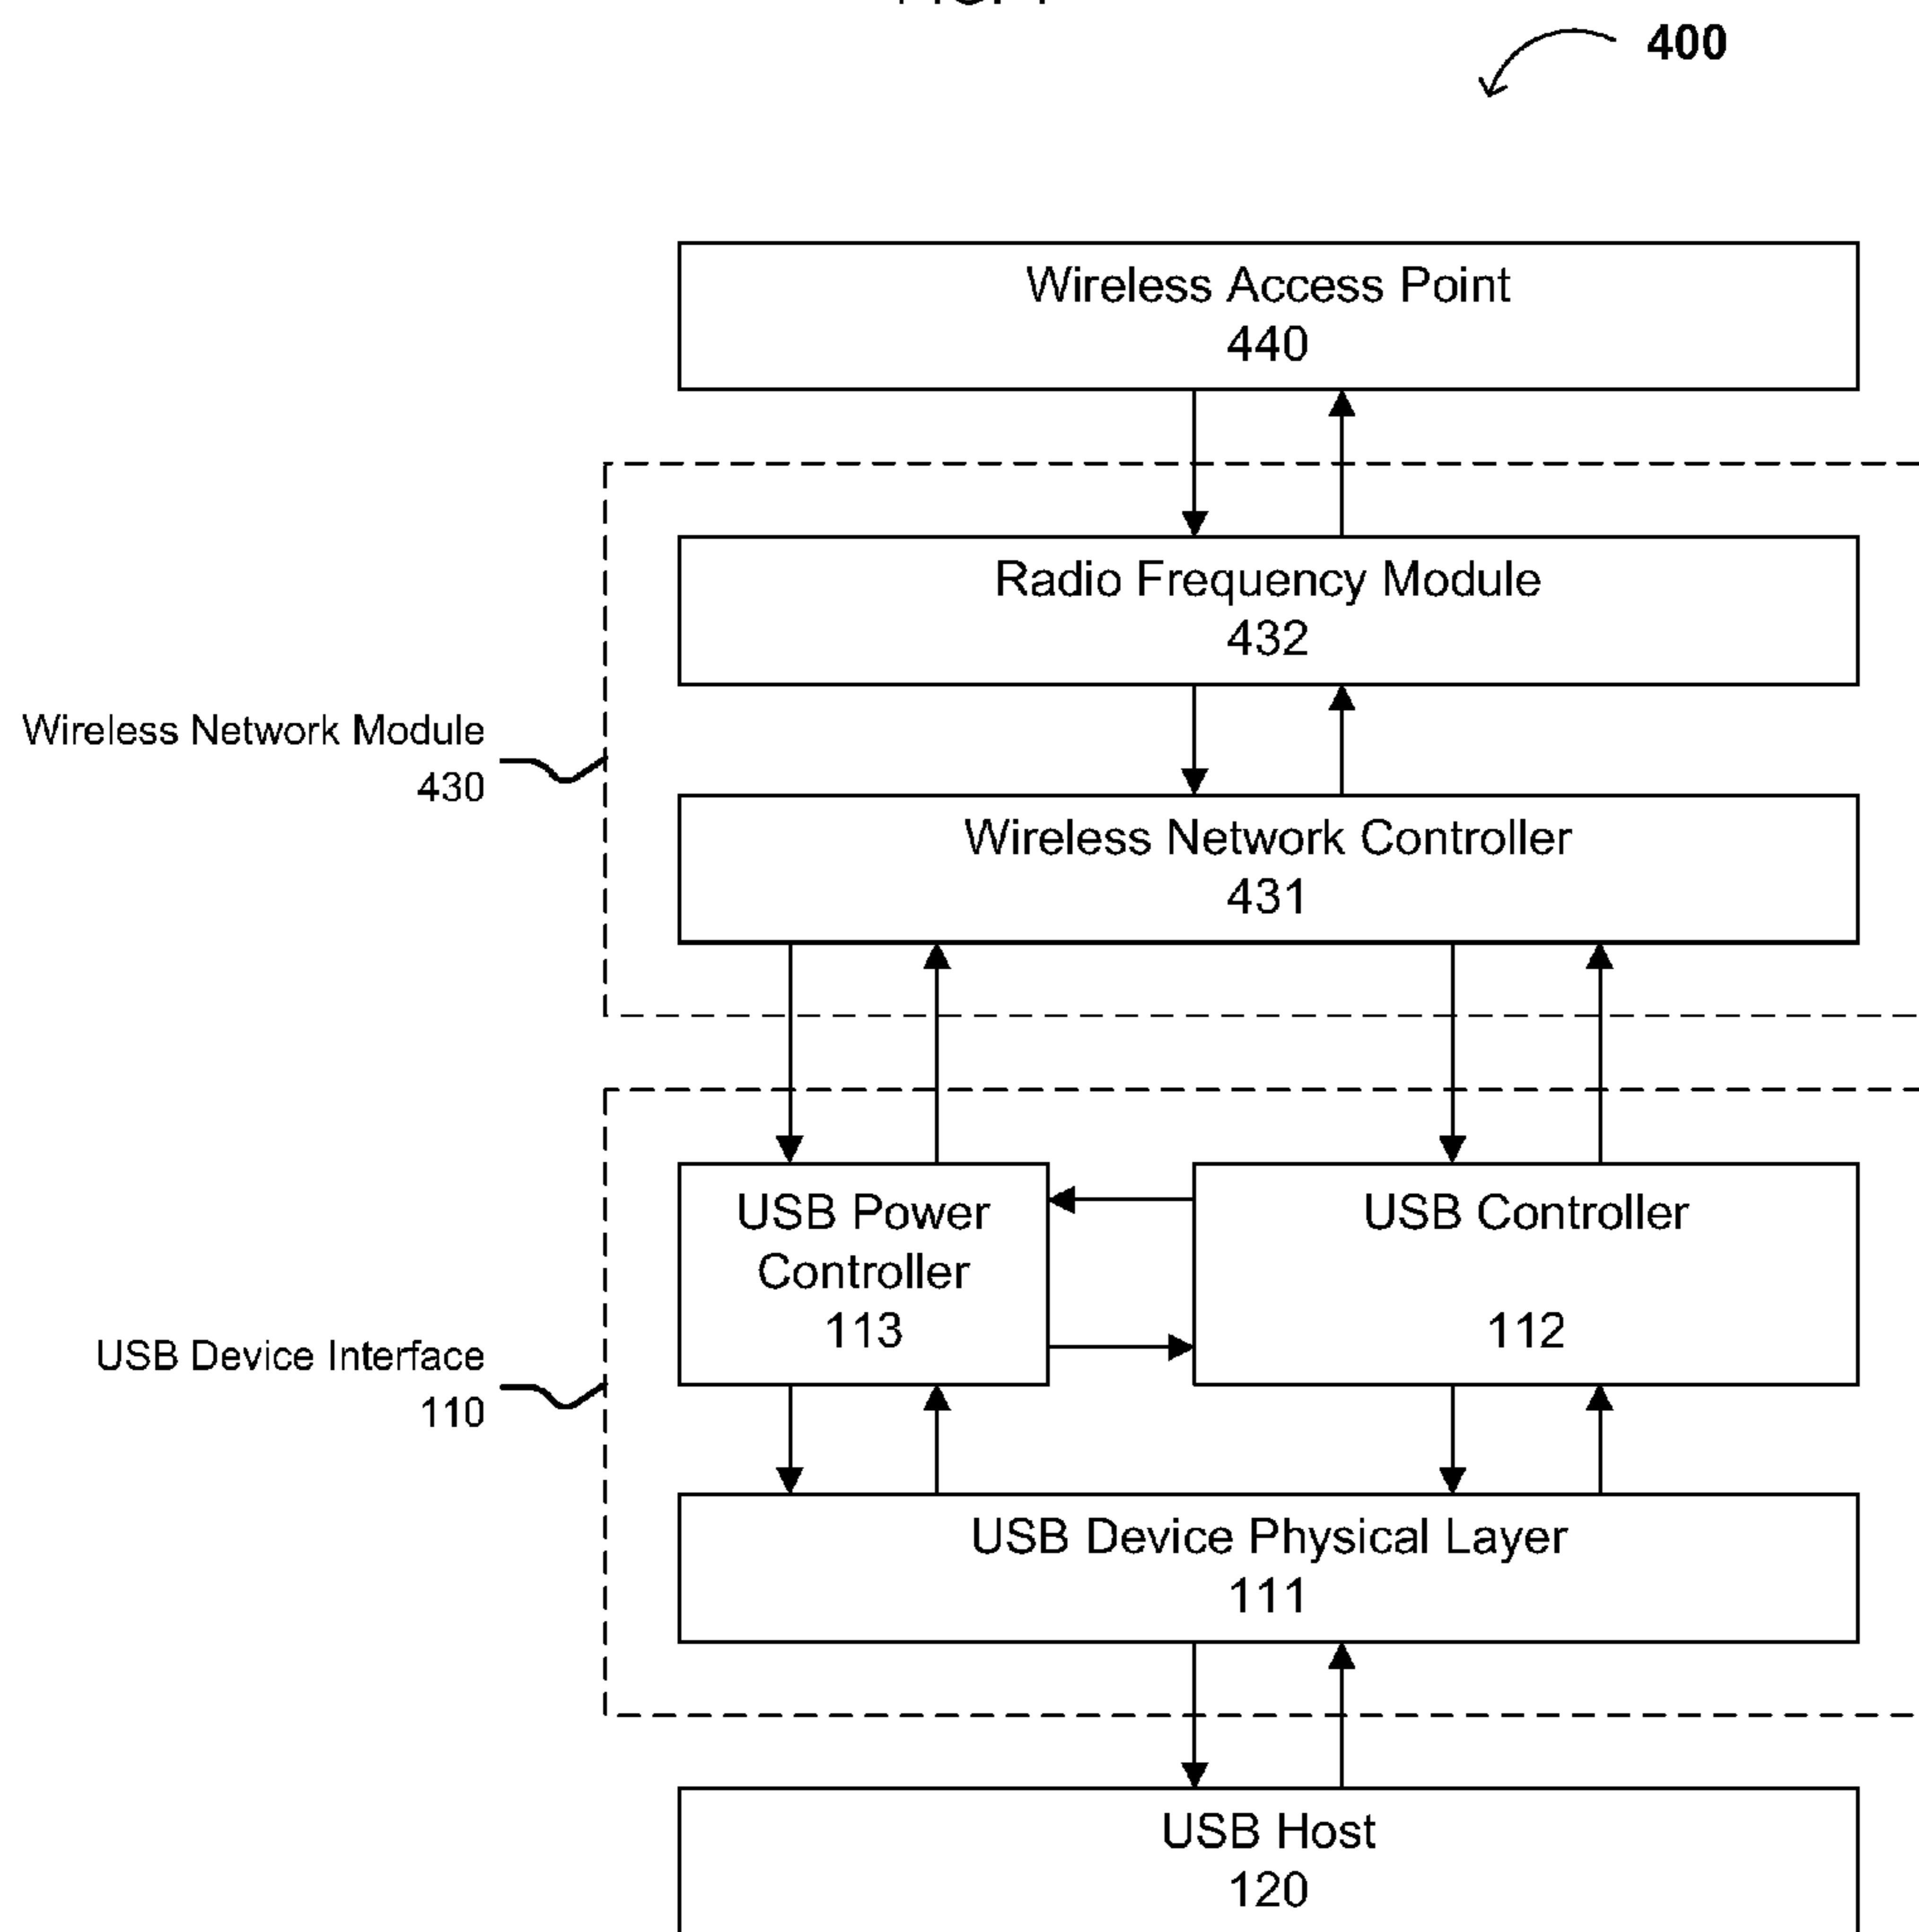 400
Wireless Access Point
440
Radio Frequency Module
432
Wireless Network Module
430
Wireless Network Controller
431
USB Power
Controller
113
USB Controller
112
USB Device Interface
110
USB Device Physical Layer
111
USB Host
120